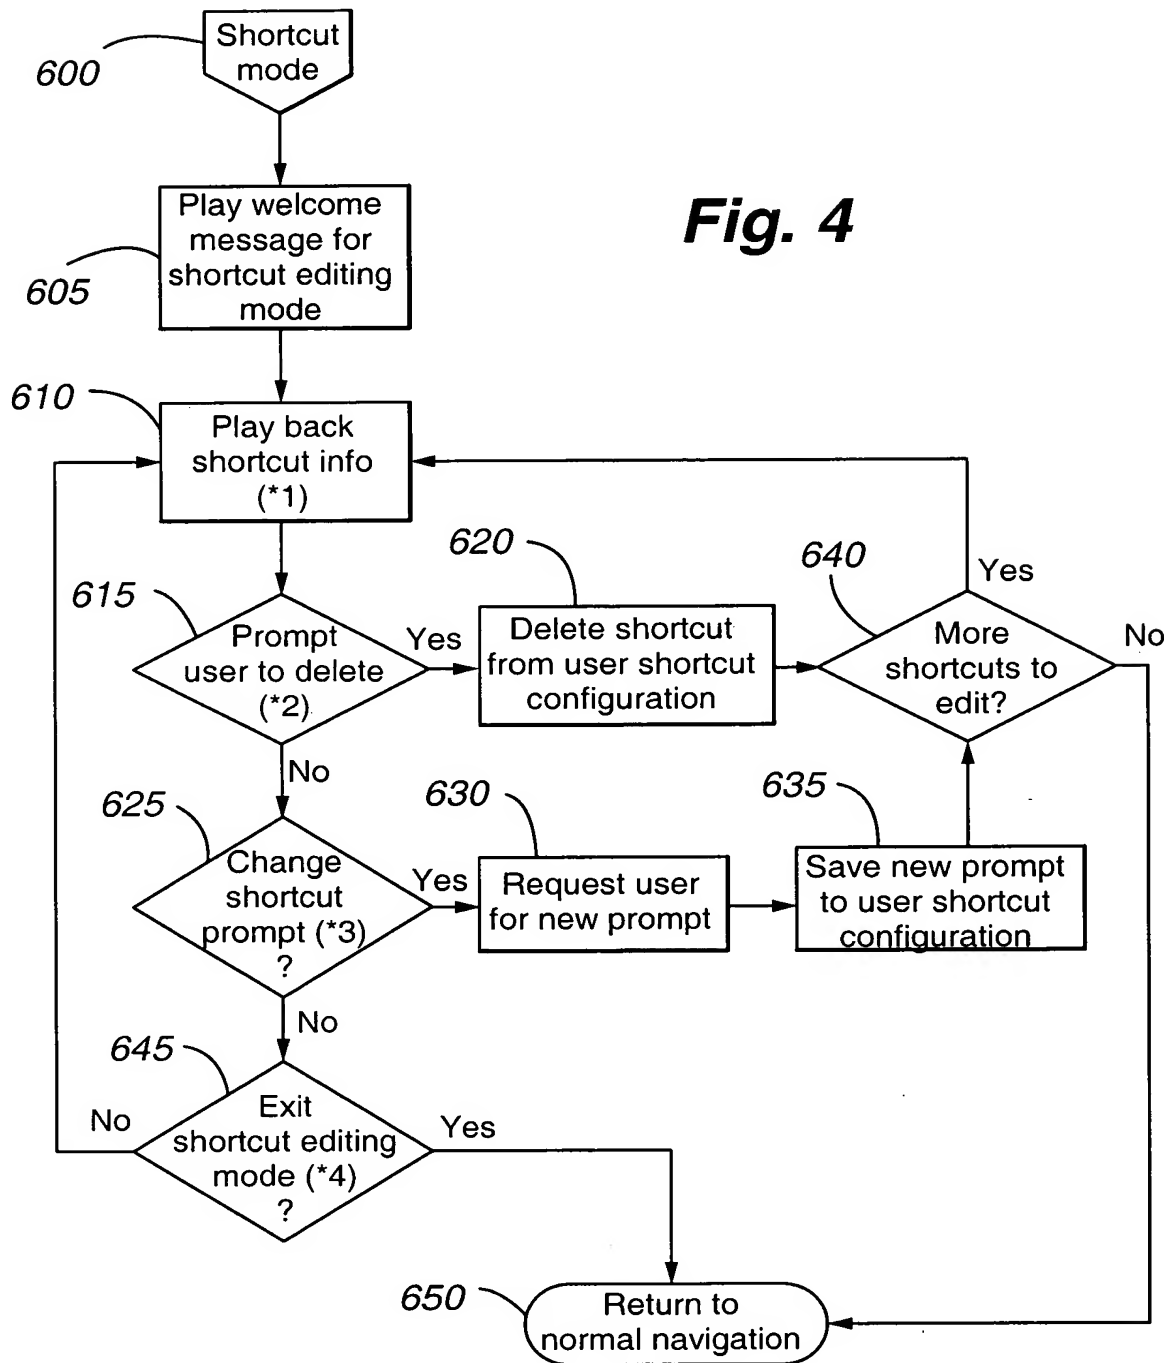 Shortcut
mode
600
Play welcome
message for
shortcut editing
mode
605
Fig. 4
610
Play back
shortcut info
(*1)
615
Prompt
user to delete
(*2)
Yes
620
Delete shortcut
from user shortcut
configuration
640
Yes
More
shortcuts to
edit?
No
No
625
Change
shortcut
prompt (*3)
?
Yes
630
Request user
for new prompt
635
Save new prompt
to user shortcut
configuration
No
645
No
Exit
shortcut editing
mode (*4)
?
Yes
650
Return to
normal navigation